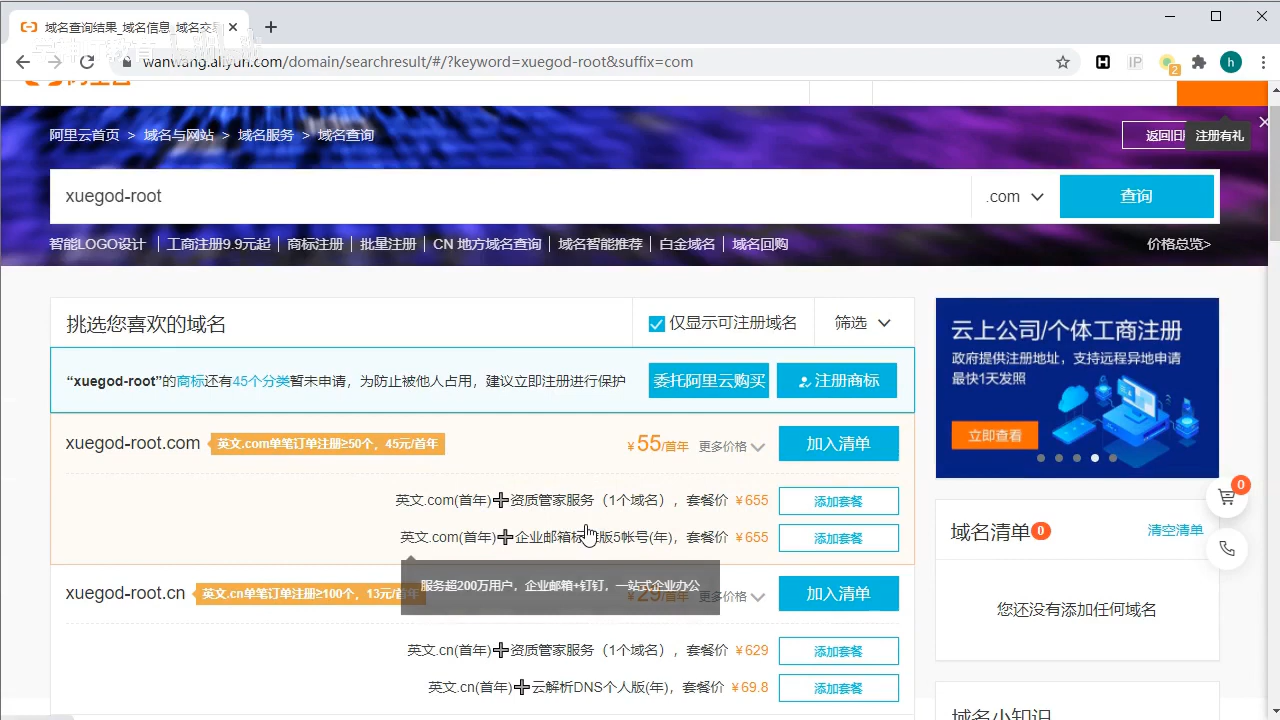 域名查询结果_域名信息_域名交易
wanwang.aliyun.com/domain/searchresult/#/?keyword=xuegod-root&suffix=com
H
IP
2
h
阿里云首页 > 域名与网站 > 域名服务 > 域名查询
返回旧
注册有礼
xuegod-root
.com
查询
智能LOGO设计 | 工商注册9.9元起 | 商标注册 | 批量注册 | CN 地方域名查询 | 域名智能推荐 | 白金域名 | 域名回购
价格总览>
挑选您喜欢的域名
仅显示可注册域名
筛选
“xuegod-root”的商标还有45个分类暂未申请，为防止被他人占用，建议立即注册进行保护
委托阿里云购买
注册商标
xuegod-root.com
英文.com单笔订单注册≥50个，45元/首年
￥55/首年
更多价格
加入清单
英文.com(首年)➕资质管家服务（1个域名），套餐价 ￥655
添加套餐
英文.com(首年)➕企业邮箱标准版5帐号(年)，套餐价 ￥655
添加套餐
服务超200万用户，企业邮箱+钉钉，一站式企业办公
xuegod-root.cn
英文.cn单笔订单注册≥100个，13元/首年
￥29/首年
更多价格
加入清单
英文.cn(首年)➕资质管家服务（1个域名），套餐价 ￥629
添加套餐
英文.cn(首年)➕云解析DNS个人版(年)，套餐价 ￥69.8
添加套餐
云上公司/个体工商注册
政府提供注册地址，支持远程异地申请
最快1天发照
立即查看
0
域名清单 0
清空清单
您还没有添加任何域名
域名小知识